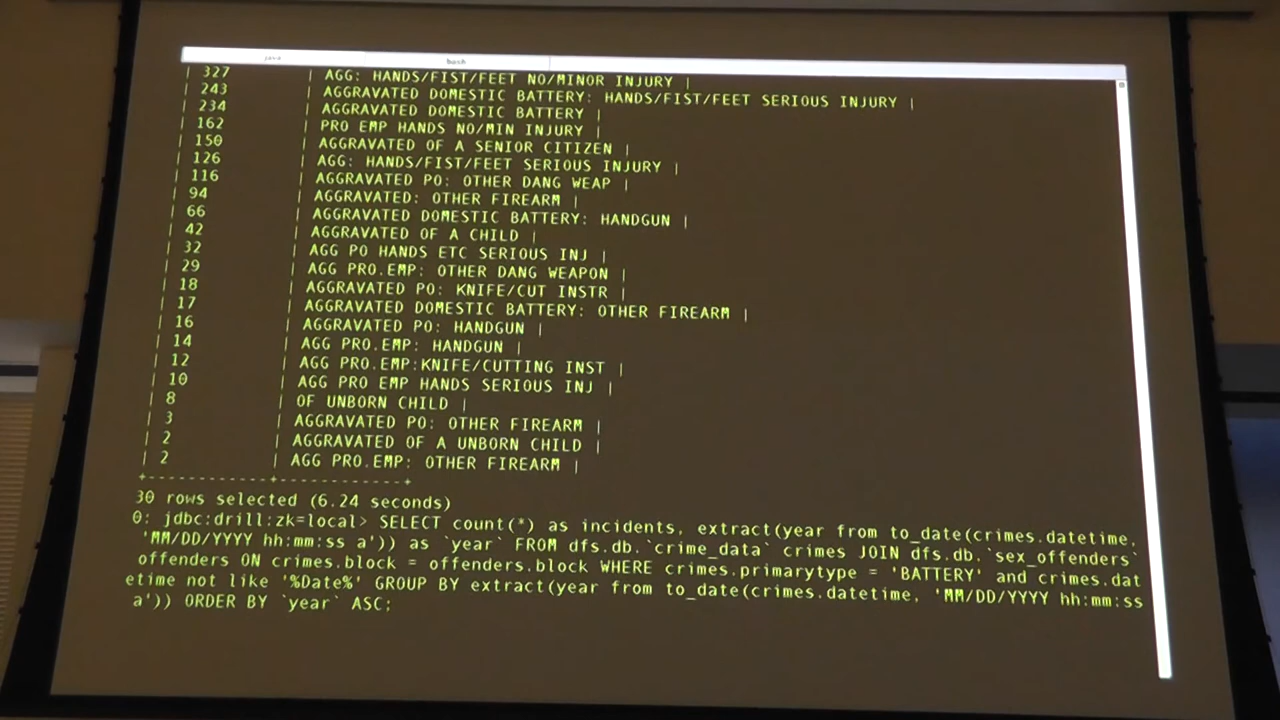 java bash
| 327 | AGG: HANDS/FIST/FEET NO/MINOR INJURY |
| 243 | AGGRAVATED DOMESTIC BATTERY: HANDS/FIST/FEET SERIOUS INJURY |
| 234 | AGGRAVATED DOMESTIC BATTERY |
| 162 | PRO EMP HANDS NO/MIN INJURY |
| 150 | AGGRAVATED OF A SENIOR CITIZEN |
| 126 | AGG: HANDS/FIST/FEET SERIOUS INJURY |
| 116 | AGGRAVATED PO: OTHER DANG WEAP |
| 94 | AGGRAVATED: OTHER FIREARM |
| 66 | AGGRAVATED DOMESTIC BATTERY: HANDGUN |
| 42 | AGGRAVATED OF A CHILD |
| 32 | AGG PO HANDS ETC SERIOUS INJ |
| 29 | AGG PRO.EMP: OTHER DANG WEAPON |
| 18 | AGGRAVATED PO: KNIFE/CUT INSTR |
| 17 | AGGRAVATED DOMESTIC BATTERY: OTHER FIREARM |
| 16 | AGGRAVATED PO: HANDGUN |
| 14 | AGG PRO.EMP: HANDGUN |
| 12 | AGG PRO.EMP:KNIFE/CUTTING INST |
| 10 | AGG PRO EMP HANDS SERIOUS INJ |
| 8 | OF UNBORN CHILD |
| 3 | AGGRAVATED PO: OTHER FIREARM |
| 2 | AGGRAVATED OF A UNBORN CHILD |
| 2 | AGG PRO.EMP: OTHER FIREARM |
+------------+------------+
30 rows selected (6.24 seconds)
0: jdbc:drill:zk=local> SELECT count(*) as incidents, extract(year from to_date(crimes.datetime,
'MM/DD/YYYY hh:mm:ss a')) as `year` FROM dfs.db.`crime_data` crimes JOIN dfs.db.`sex_offenders`
offenders ON crimes.block = offenders.block WHERE crimes.primarytype = 'BATTERY' and crimes.dat
etime not like '%Date%' GROUP BY extract(year from to_date(crimes.datetime, 'MM/DD/YYYY hh:mm:ss
a')) ORDER BY `year` ASC;